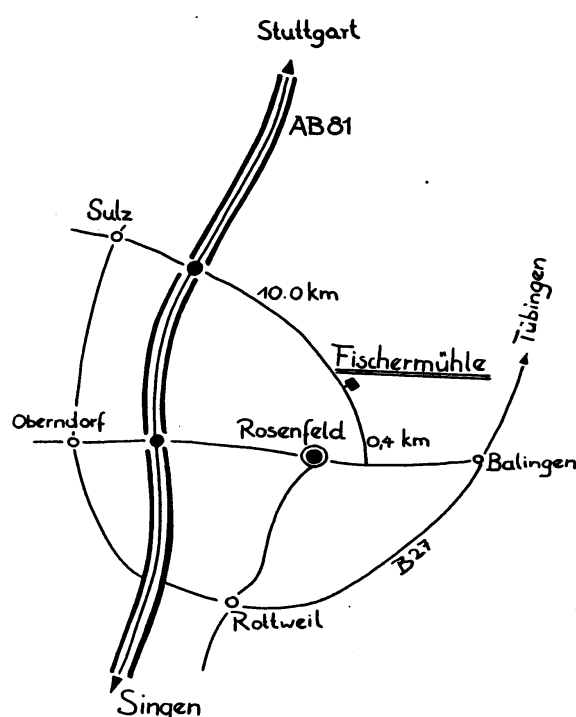 Stuttgart
AB81
Sulz
10.0 km
Tübingen
Fischermühle
Oberndorf
Rosenfeld
0,4 km
Balingen
B27
Rottweil
Singen